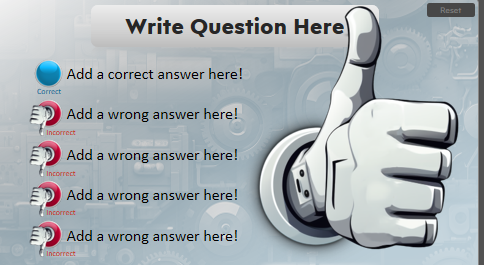 Reset
Write Question Here
Add a correct answer here!
Correct
Add a wrong answer here!
Incorrect
Add a wrong answer here!
Incorrect
Add a wrong answer here!
Incorrect
Add a wrong answer here!
Incorrect